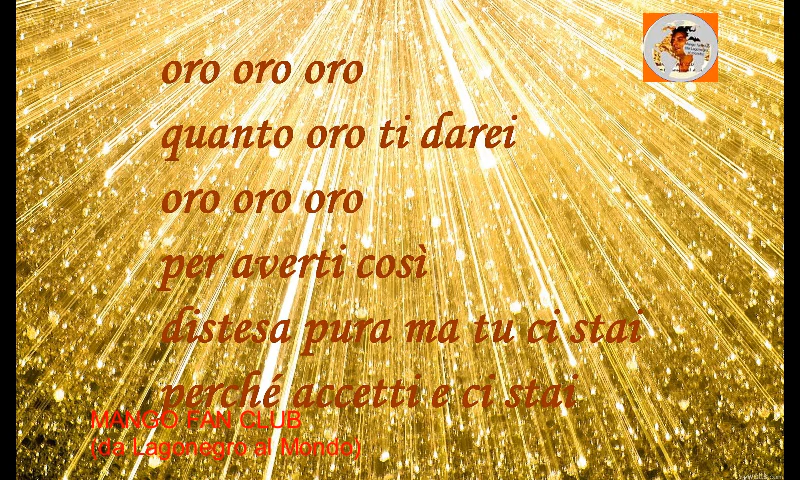 oro oro oro
quanto oro ti darei
oro oro oro
per averti così
distesa pura ma tu ci stai
perché accetti e ci stai
MANGO FAN CLUB
(da Lagonegro al Mondo)